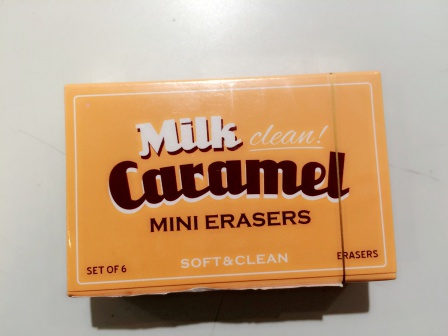 Milk clean!
Caramel
MINI ERASERS
SET OF 6
SOFT&CLEAN
ERASERS